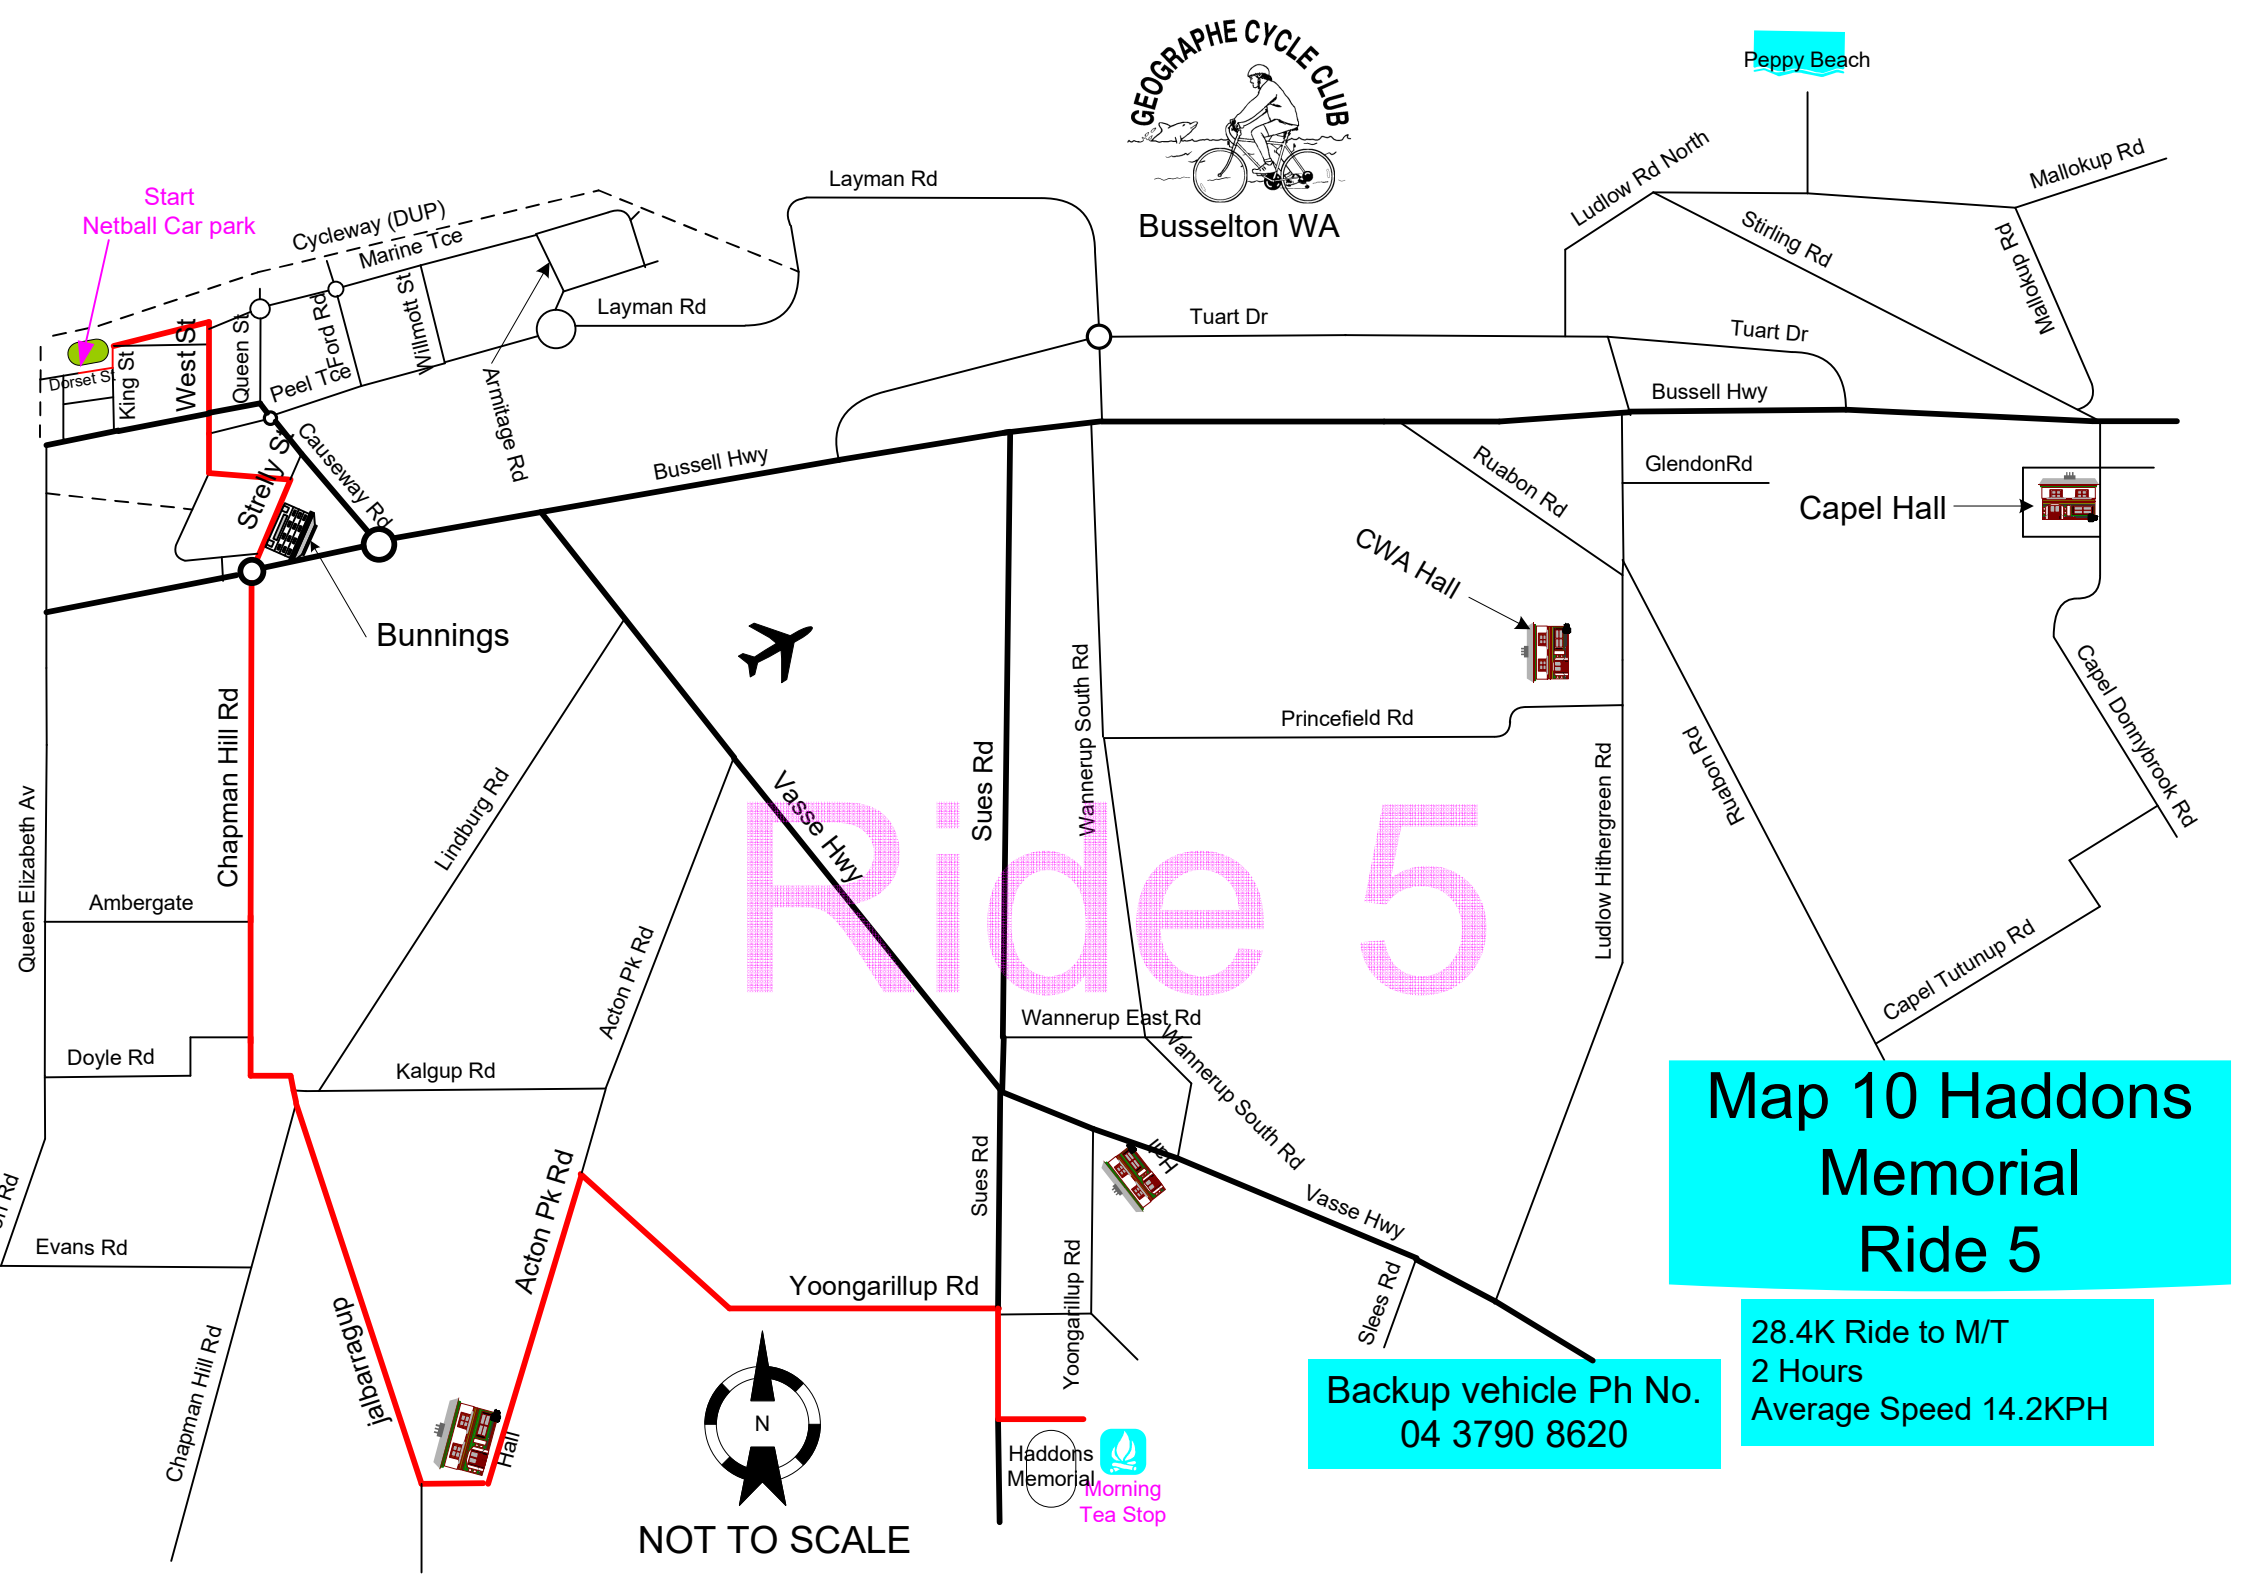 GEOGRAPHE CYCLE CLUB
Busselton WA
Peppy Beach
Start
Netball Car park
Cycleway (DUP)
Marine Tce
Layman Rd
Layman Rd
Ludlow Rd North
Mallokup Rd
Stirling Rd
Mallokup Rd
Tuart Dr
Tuart Dr
Bussell Hwy
Dorset St
King St
West St
Queen St
Ford Rd
Willmott St
Peel Tce
Armitage Rd
Causeway Rd
Strelly St
Bussell Hwy
Ruabon Rd
GlendonRd
Capel Hall
CWA Hall
Bunnings
Chapman Hill Rd
Queen Elizabeth Av
Lindburg Rd
Vasse Hwy
Sues Rd
Wannerup South Rd
Princefield Rd
Ludlow Hithergreen Rd
Ruabon Rd
Capel Donnybrook Rd
Capel Tutunup Rd
Ride 5
Ambergate
Acton Pk Rd
Doyle Rd
Kalgup Rd
Wannerup East Rd
Wannerup South Rd
Hall
Vasse Hwy
Sues Rd
Acton Pk Rd
Evans Rd
Yoongarillup Rd
Yoongarillup Rd
Slees Rd
jalbarragup
Chapman Hill Rd
Hall
N
NOT TO SCALE
Haddons
Memorial
Morning
Tea Stop
Map 10 Haddons
Memorial
Ride 5
28.4K Ride to M/T
2 Hours
Average Speed 14.2KPH
Backup vehicle Ph No.
04 3790 8620